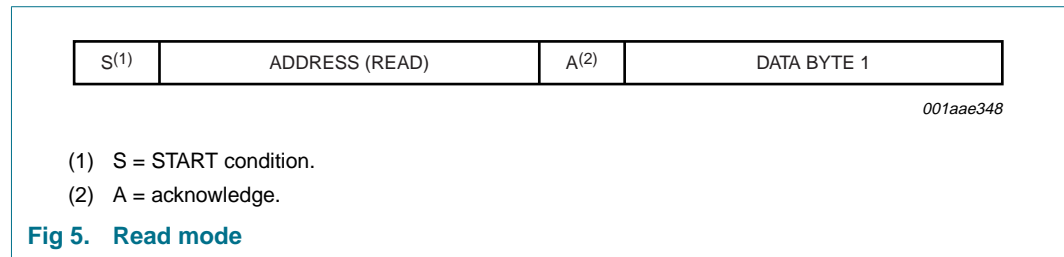 S(1) ADDRESS (READ) A(2) DATA BYTE 1
001aae348
(1) S = START condition.
(2) A = acknowledge.
Fig 5. Read mode